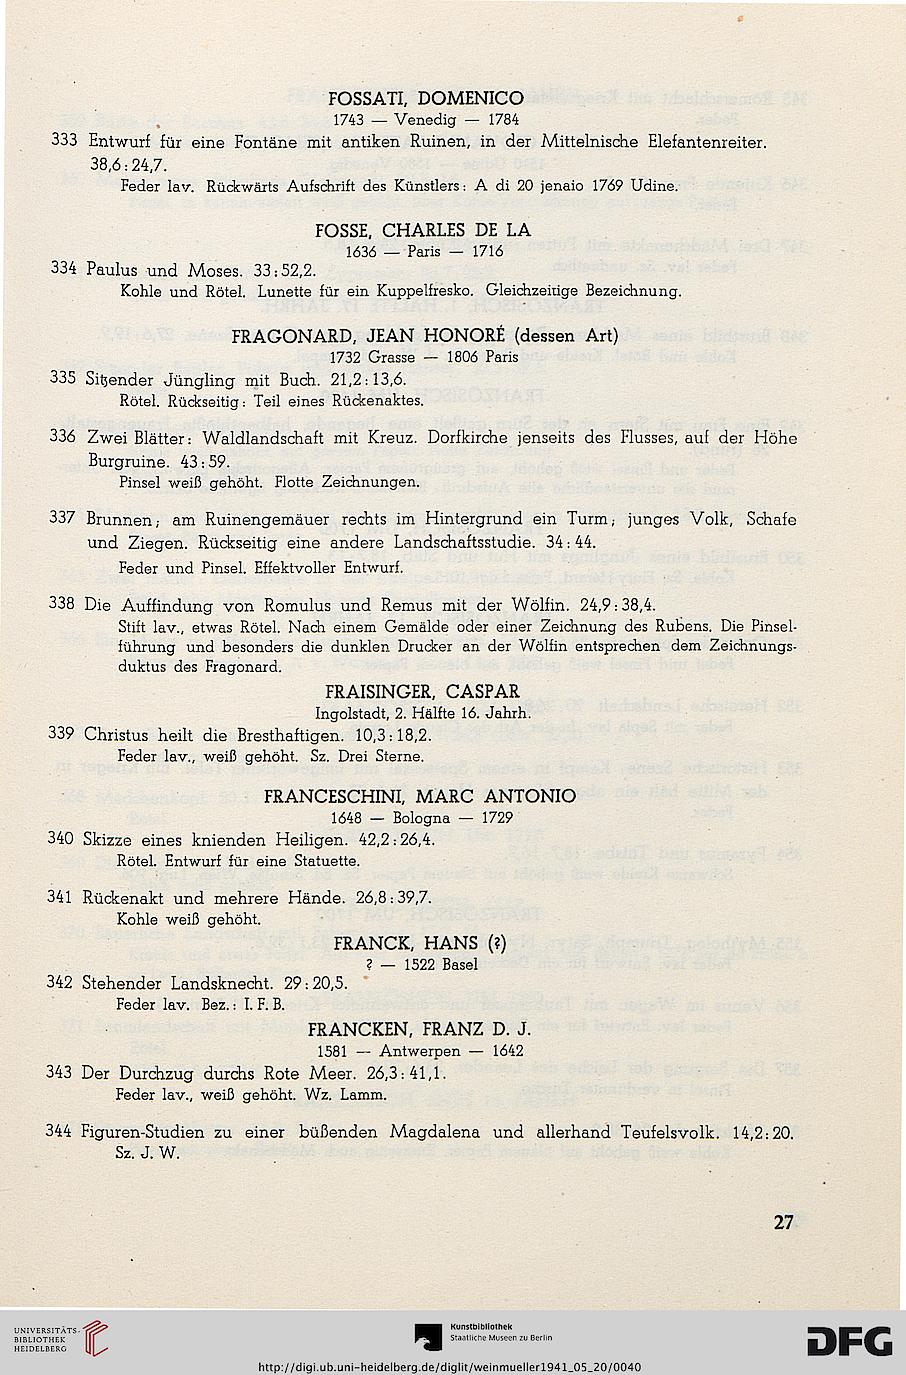 FOSSATI, DOMENICO
1743 — Venedig — 1784
333 Entwurf für eine Fontäne mit antiken Ruinen, in der Mittelnische Elefantenreiter.
38,6 : 24,7.
Feder lav. Rückwärts Aufschrift des Künstlers: A di 20 jenaio 1769 Udine.
FOSSE, CHARLES DE LA
1636 — Paris — 1716
334 Paulus und Moses. 33 : 52,2.
Kohle und Rötel. Lunette für ein Kuppelfresko. Gleichzeitige Bezeichnung.
FRAGONARD, JEAN HONORÉ (dessen Art)
1732 Grasse — 1806 Paris
335 Sitzender Jüngling mit Buch. 21,2 : 13,6.
Rötel. Rückseitig: Teil eines Rückenaktes.
336 Zwei Blätter: Waldlandschaft mit Kreuz. Dorfkirche jenseits des Flusses, auf der Höhe
Burgruine. 43 : 59.
Pinsel weiß gehöht. Flotte Zeichnungen.
337 Brunnen; am Ruinengemäuer rechts im Hintergrund ein Turm; junges Volk, Schafe
und Ziegen. Rückseitig eine andere Landschaftsstudie. 34 : 44.
Feder und Pinsel. Effektvoller Entwurf.
338 Die Auffindung von Romulus und Remus mit der Wölfin. 24,9 : 38,4.
Stift lav., etwas Rötel. Nach einem Gemälde oder einer Zeichnung des Rubens. Die Pinsel-
führung und besonders die dunklen Drucker an der Wölfin entsprechen dem Zeichnungs-
duktus des Fragonard.
FRAISINGER, CASPAR
Ingolstadt, 2. Hälfte 16. Jahrh.
339 Christus heilt die Bresthaftigen. 10,3 : 18,2.
Feder lav., weiß gehöht. Sz. Drei Sterne.
FRANCESCHINI, MARC ANTONIO
1648 — Bologna — 1729
340 Skizze eines knienden Heiligen. 42,2 : 26,4.
Rötel. Entwurf für eine Statuette.
341 Rückenakt und mehrere Hände. 26,8 : 39,7.
Kohle weiß gehöht.
FRANCK, HANS (?)
? — 1522 Basel
342 Stehender Landsknecht. 29 : 20,5.
Feder lav. Bez.: I. F. B.
FRANCKEN, FRANZ D. J.
1581 — Antwerpen — 1642
343 Der Durchzug durchs Rote Meer. 26,3 : 41,1.
Feder lav., weiß gehöht. Wz. Lamm.
344 Figuren-Studien zu einer büßenden Magdalena und allerhand Teufelsvolk. 14,2 : 20.
Sz. J. W.
27
UNIVERSITÄTS-
BIBLIOTHEK
HEIDELBERG
Kunstbibliothek
Staatliche Museen zu Berlin
DFG
http://digi.ub.uni-heidelberg.de/diglit/weinmueller1941_05_20/0040